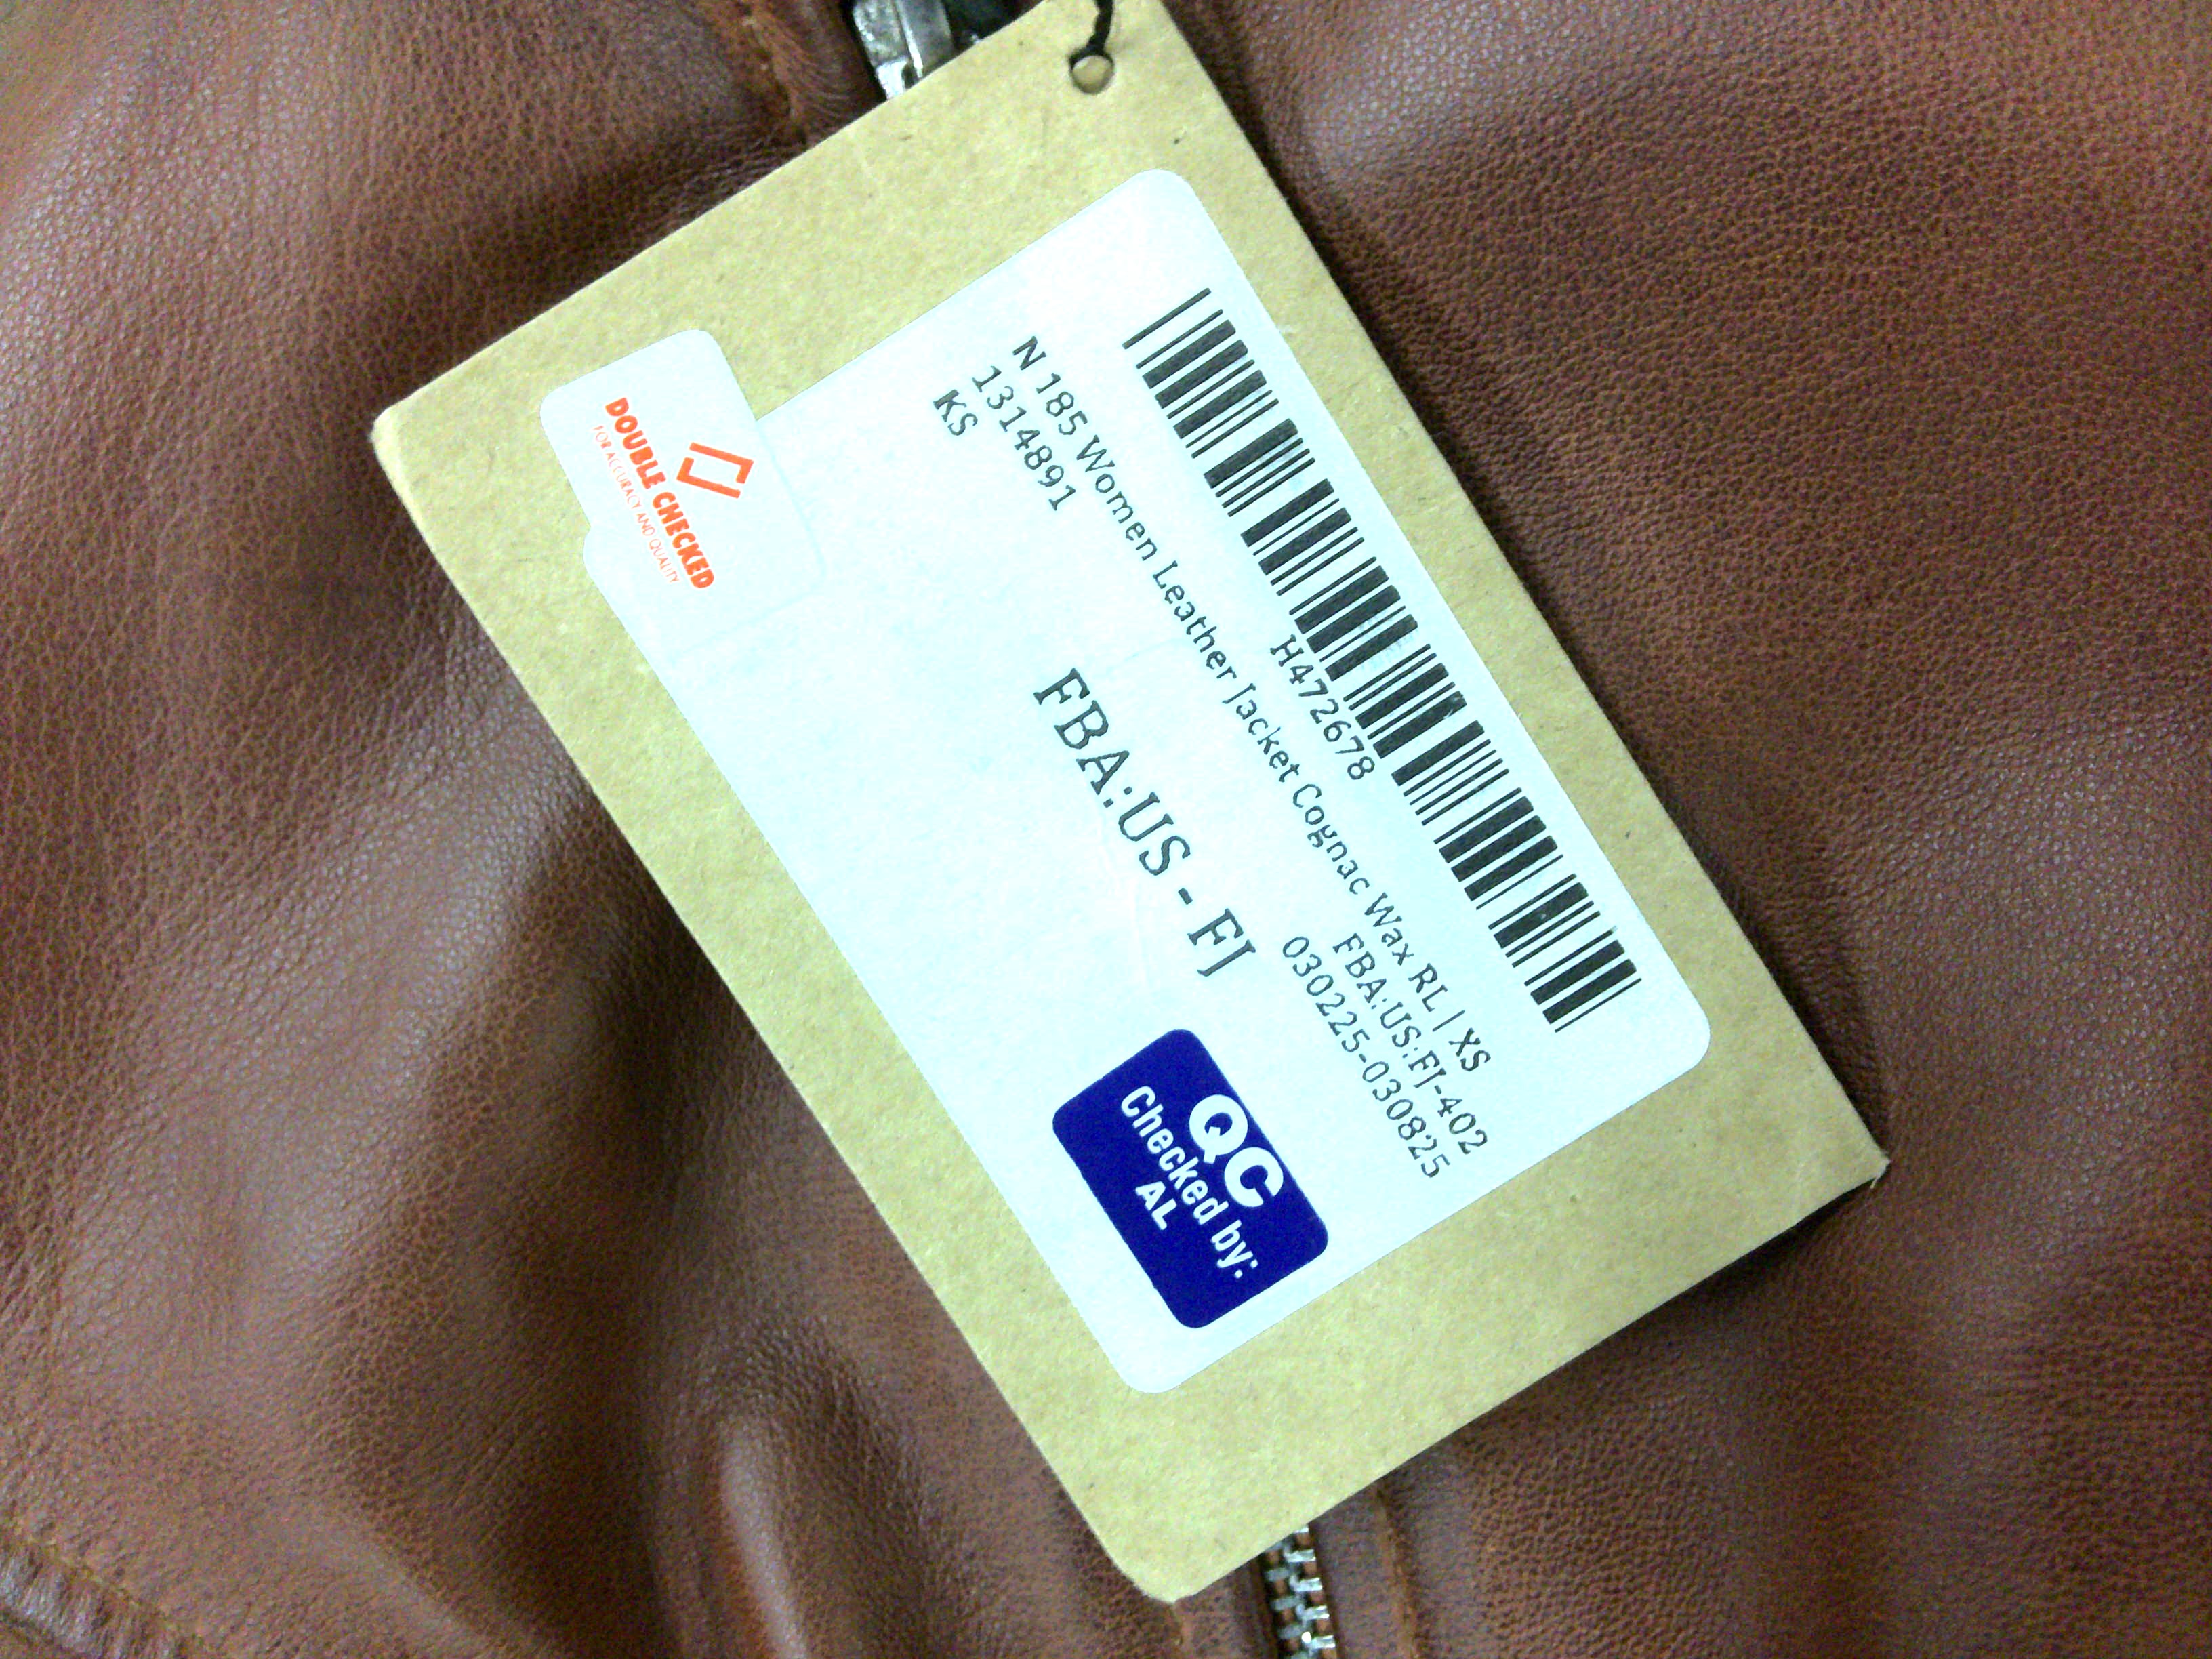 H472678
N 185 Women Leather Jacket Cognac Wax RL | XS
1314891
FBA:US:FJ-402
KS
030225-030825
FBA:US - FJ
QC
Checked by:
AL
DOUBLE CHECKED
FOR ACCURACY AND QUALITY